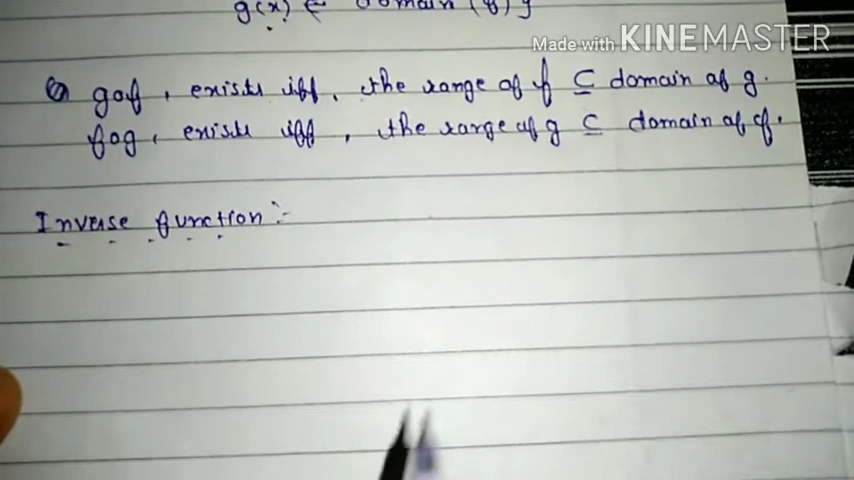 g(x) ∈ domain (f) }
Made with KINEMASTER
gof, exists iff, the range of f ⊆ domain of g.
fog, exists iff, the range of g ⊆ domain of f.
Inverse function :-